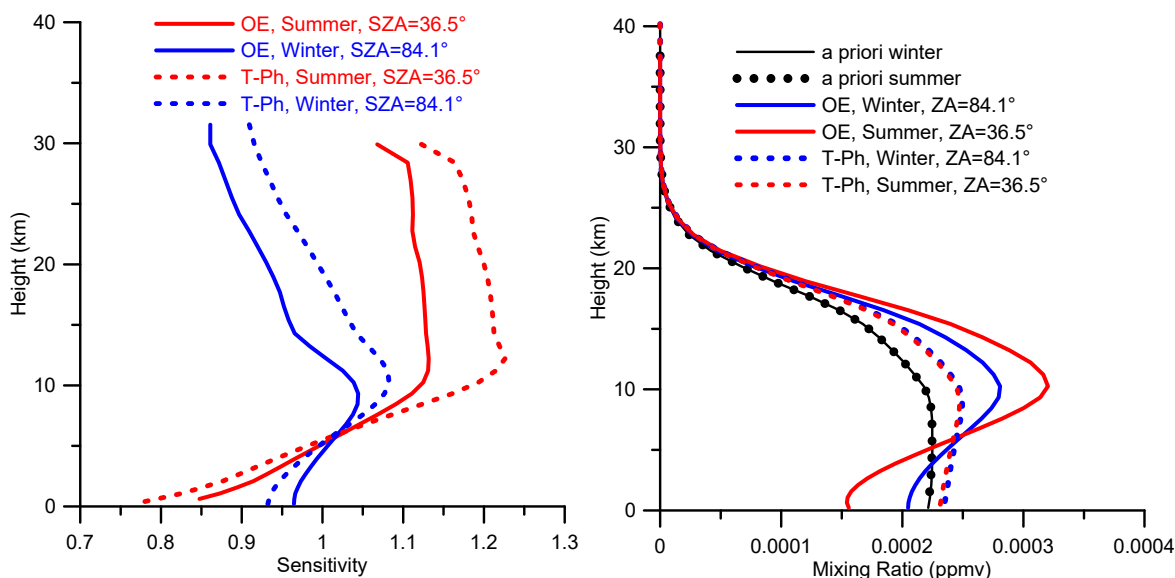 OE, Summer, SZA=36.5°
OE, Winter, SZA=84.1°
T-Ph, Summer, SZA=36.5°
T-Ph, Winter, SZA=84.1°
40
30
20
10
0
Height (km)
0.7 0.8 0.9 1 1.1 1.2 1.3
Sensitivity
a priori winter
a priori summer
OE, Winter, ZA=84.1°
OE, Summer, ZA=36.5°
T-Ph, Winter, ZA=84.1°
T-Ph, Summer, ZA=36.5°
40
30
20
10
0
Height (km)
0 0.0001 0.0002 0.0003 0.0004
Mixing Ratio (ppmv)